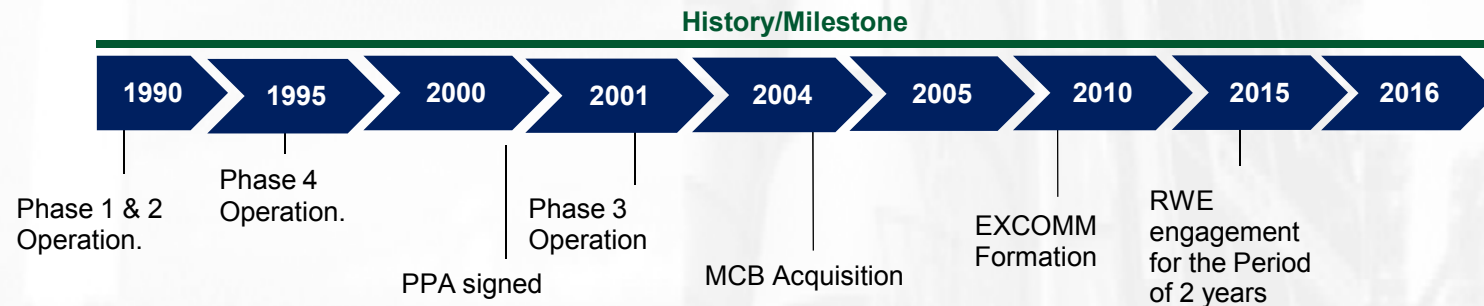 History/Milestone
1990
1995
2000
2001
2004
2005
2010
2015
2016
Phase 1 & 2
Operation.
Phase 4
Operation.
PPA signed
Phase 3
Operation
MCB Acquisition
EXCOMM
Formation
RWE
engagement
for the Period
of 2 years